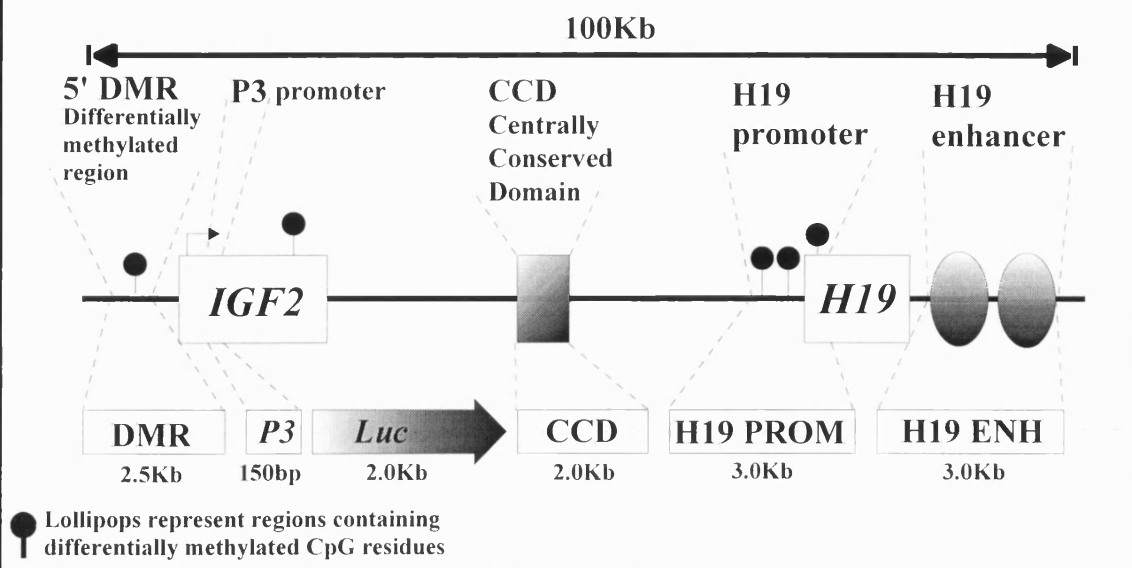 100Kb
5' DMR
Differentially
methylated
region
P3 promoter
CCD
Centrally
Conserved
Domain
H19
promoter
H19
enhancer
IGF2
H19
DMR
P3
Luc
CCD
H19 PROM
H19 ENH
2.5Kb
150bp
2.0Kb
2.0Kb
3.0Kb
3.0Kb
Lollipops represent regions containing
differentially methylated CpG residues